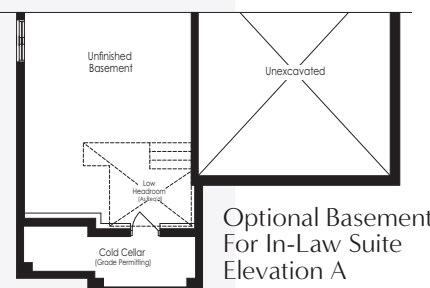 Unfinished
Basement
Unexcavated
Low
Headroom
(As Req'd)
Cold Cellar
(Grade Permitting)
Optional Basement
For In-Law Suite
Elevation A